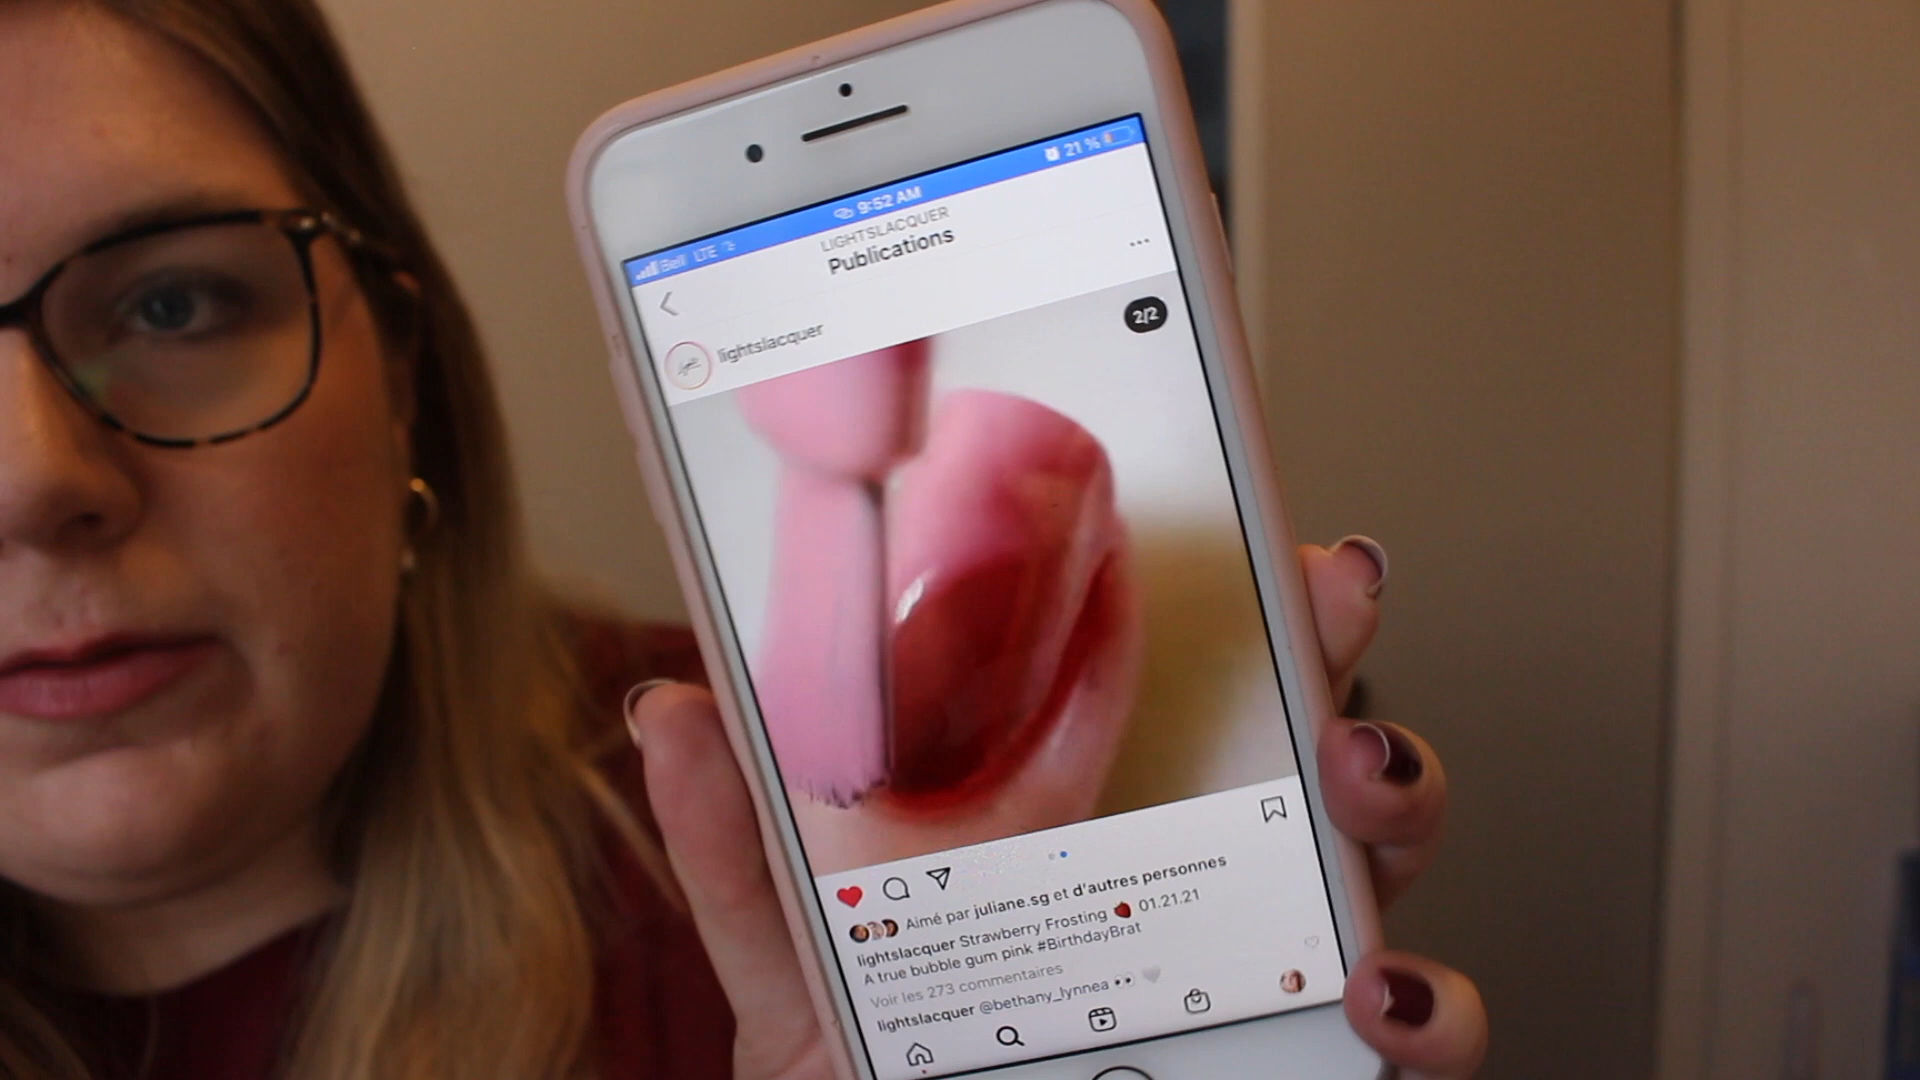 Bell LTE 9:52 AM 21 %
LIGHTSLACQUER
Publications
lightslacquer
2/2
Aimé par juliane.sg et d'autres personnes
lightslacquer Strawberry Frosting 🍓 01.21.21
A true bubble gum pink #BirthdayBrat
Voir les 273 commentaires
lightslacquer @bethany_lynnea 👀 🤍